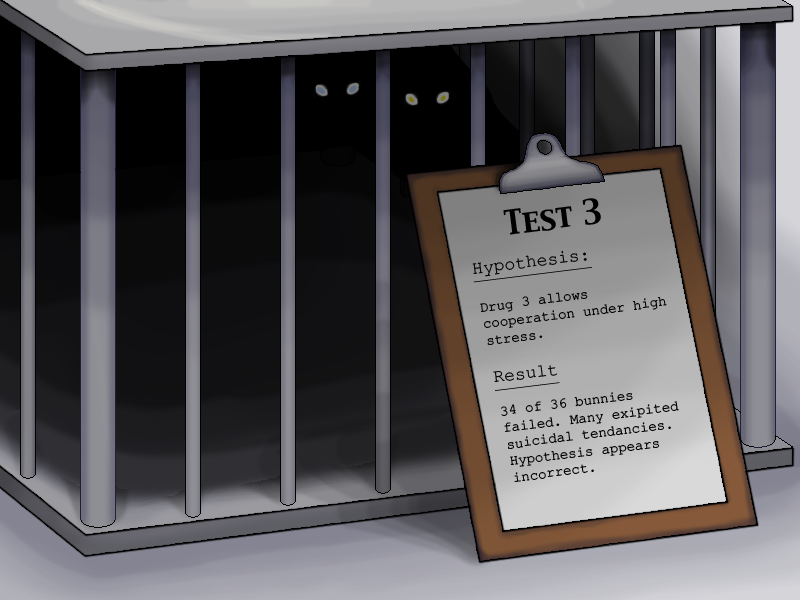 TEST 3
Hypothesis:
Drug 3 allows
cooperation under high
stress.
Result
34 of 36 bunnies
failed. Many exipited
suicidal tendancies.
Hypothesis appears
incorrect.